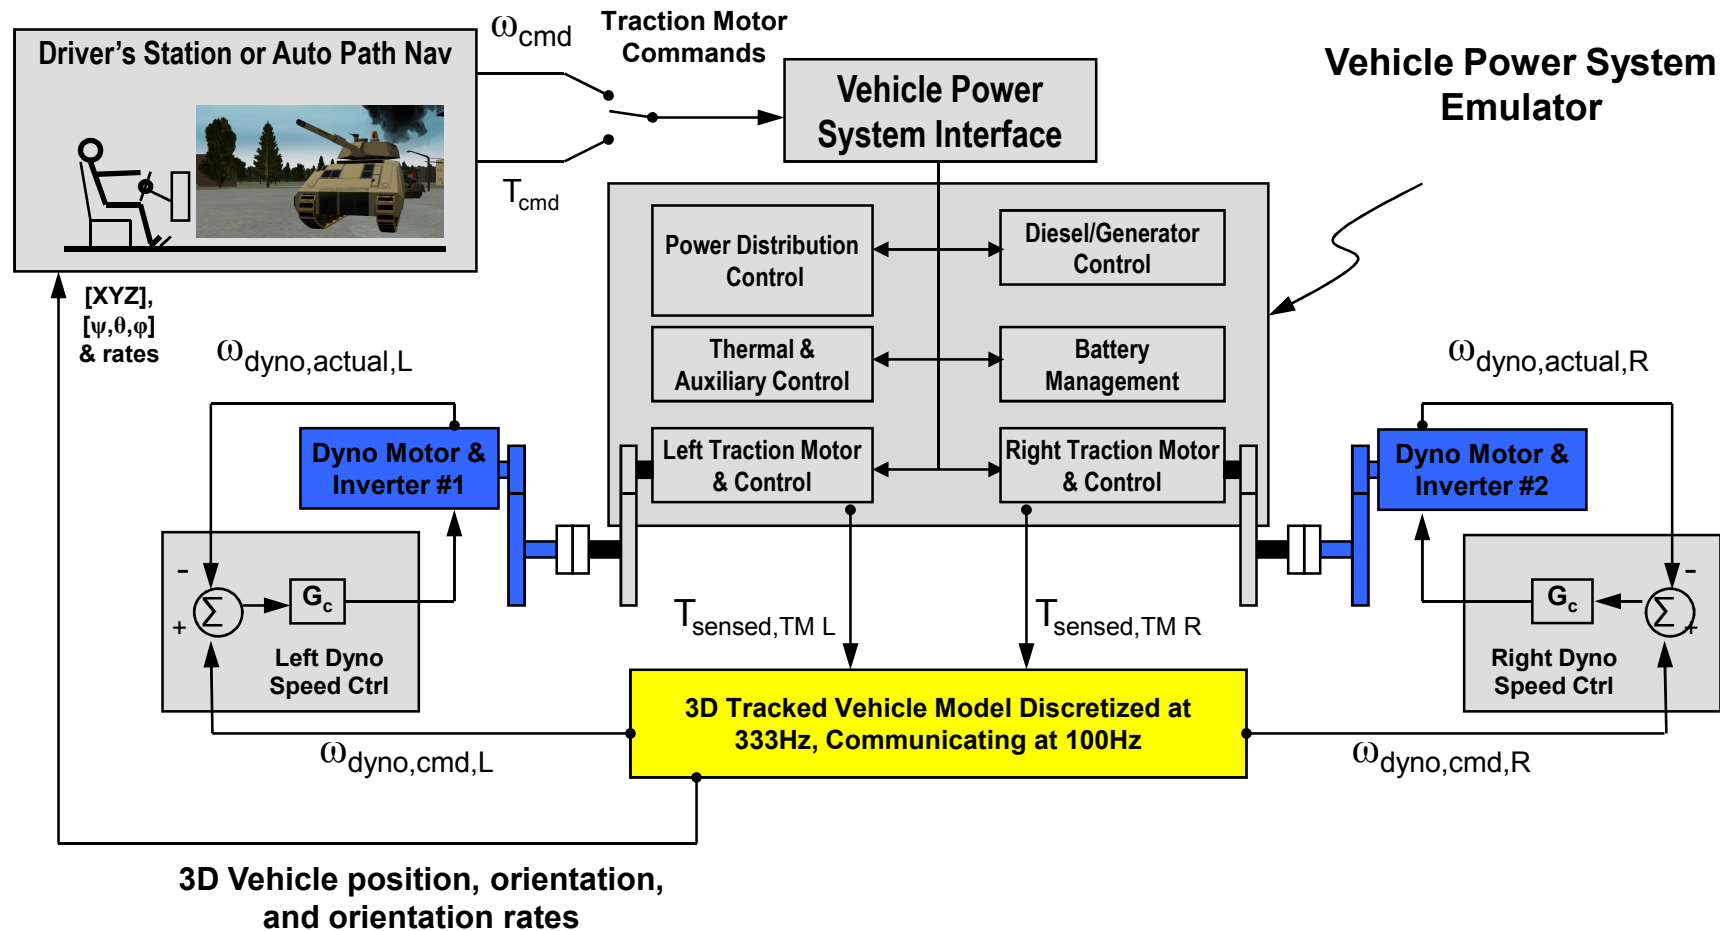 ωcmd
Traction Motor
Commands
Driver's Station or Auto Path Nav
Vehicle Power
System Interface
Vehicle Power System
Emulator
Tcmd
Power Distribution
Control
Diesel/Generator
Control
[XYZ],
[ψ,θ,φ]
& rates
Thermal &
Auxiliary Control
Battery
Management
ωdyno,actual,L
ωdyno,actual,R
Dyno Motor &
Inverter #1
Left Traction Motor
& Control
Right Traction Motor
& Control
Dyno Motor &
Inverter #2
-
+
Σ
Gc
Left Dyno
Speed Ctrl
Tsensed,TM L
Tsensed,TM R
-
+
Σ
Gc
Right Dyno
Speed Ctrl
3D Tracked Vehicle Model Discretized at
333Hz, Communicating at 100Hz
ωdyno,cmd,L
ωdyno,cmd,R
3D Vehicle position, orientation,
and orientation rates